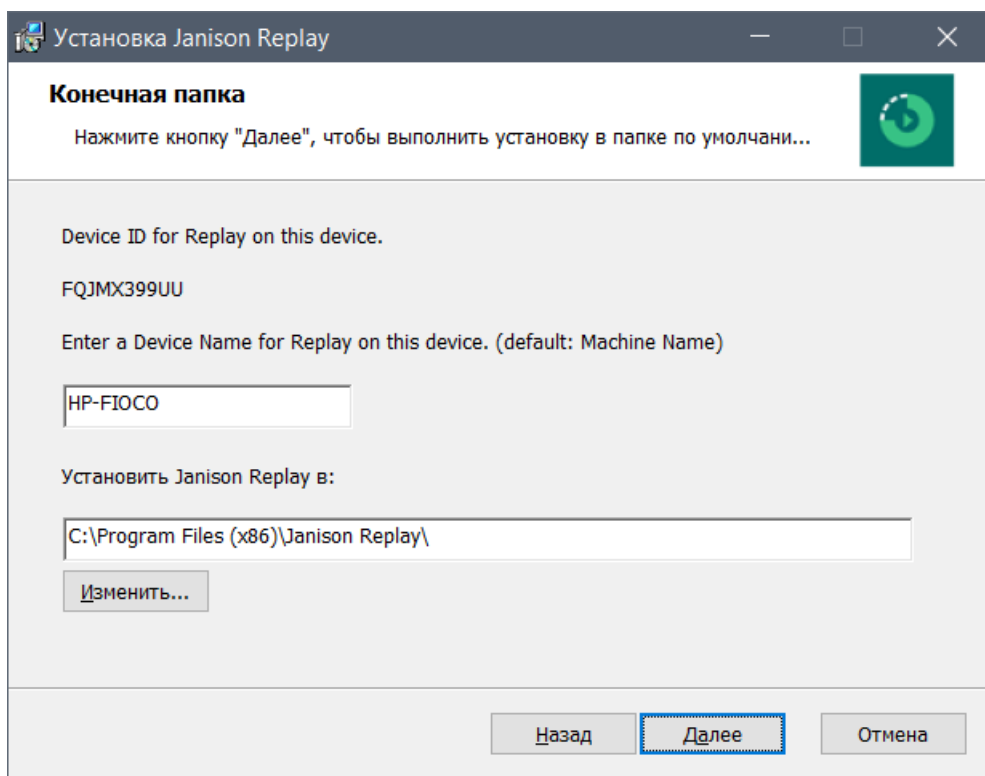 Установка Janison Replay
Конечная папка
Нажмите кнопку "Далее", чтобы выполнить установку в папке по умолчани...
Device ID for Replay on this device.
FQJMX399UU
Enter a Device Name for Replay on this device. (default: Machine Name)
HP-FIOCO
Установить Janison Replay в:
C:\Program Files (x86)\Janison Replay\
Изменить...
Назад Далее Отмена